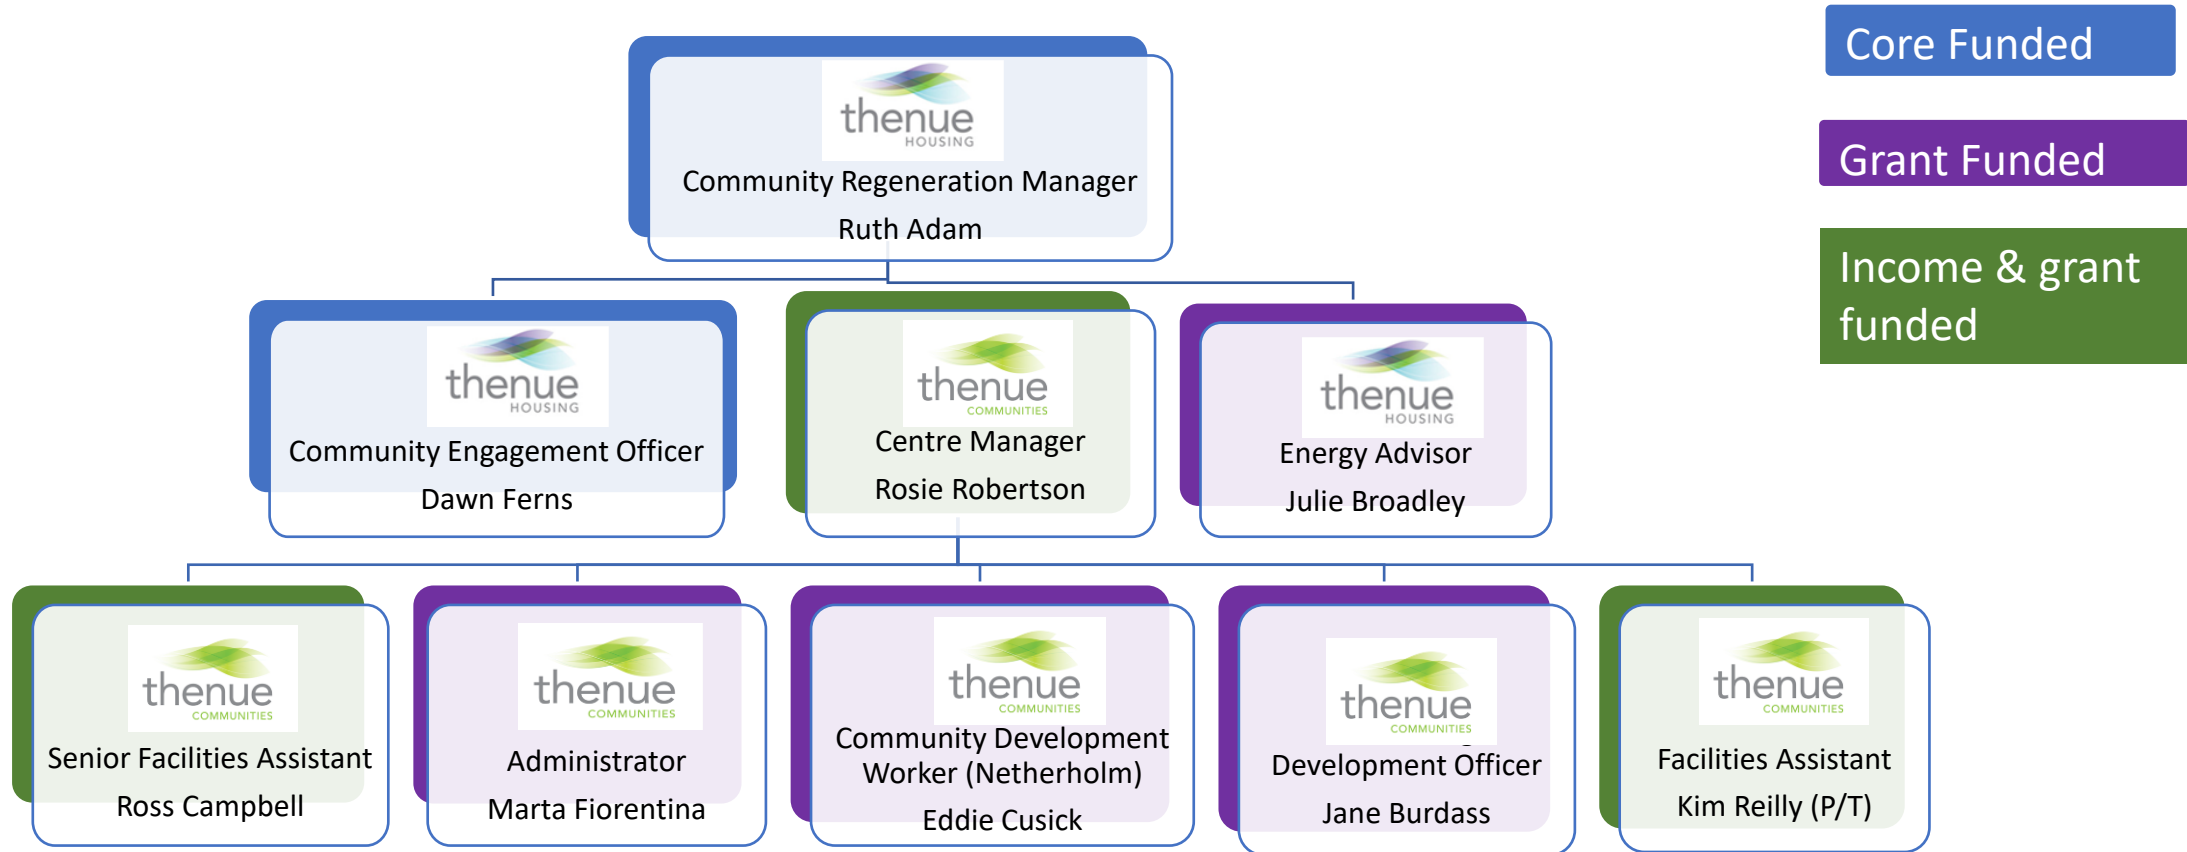 Core Funded
thenue
HOUSING
Community Regeneration Manager
Ruth Adam
Grant Funded
Income & grant
funded
thenue
HOUSING
Community Engagement Officer
Dawn Ferns
thenue
COMMUNITIES
Centre Manager
Rosie Robertson
thenue
HOUSING
Energy Advisor
Julie Broadley
thenue
COMMUNITIES
Senior Facilities Assistant
Ross Campbell
thenue
COMMUNITIES
Administrator
Marta Fiorentina
thenue
COMMUNITIES
Community Development
Worker (Netherholm)
Eddie Cusick
thenue
COMMUNITIES
Development Officer
Jane Burdass
thenue
COMMUNITIES
Facilities Assistant
Kim Reilly (P/T)